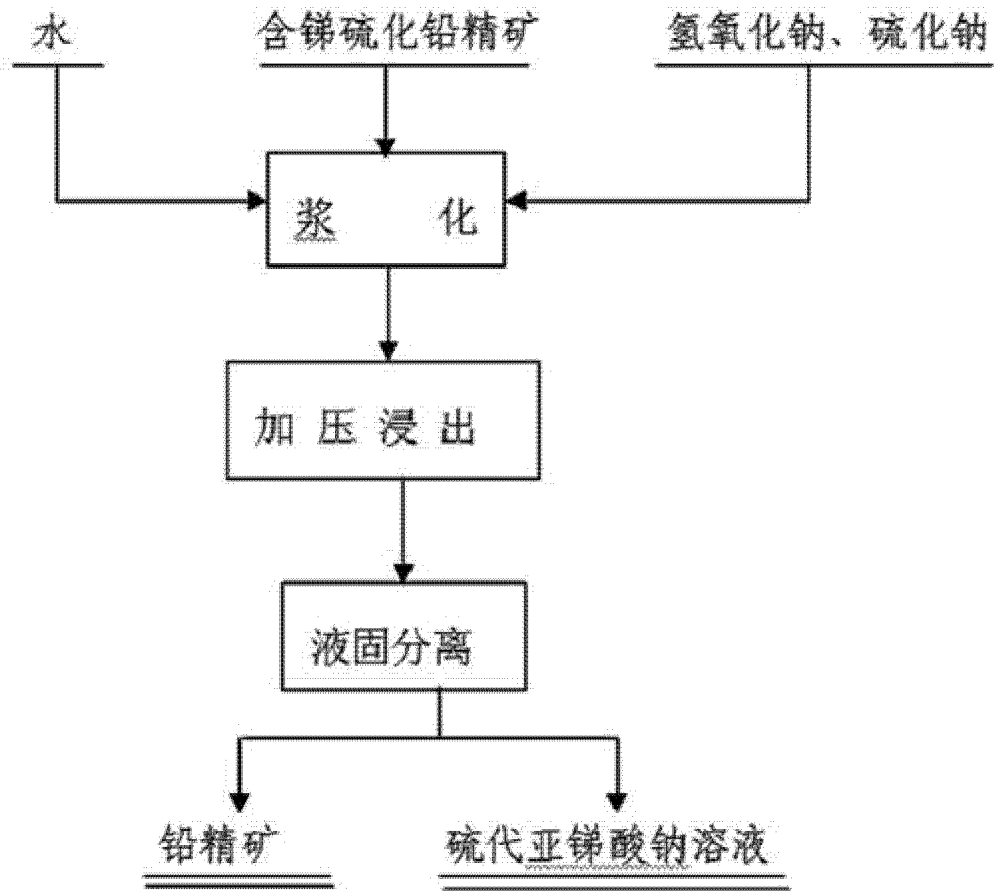 水
含锑硫化铅精矿
氢氧化钠、硫化钠
浆 化
加 压 浸 出
液固分离
铅精矿
硫代亚锑酸钠溶液